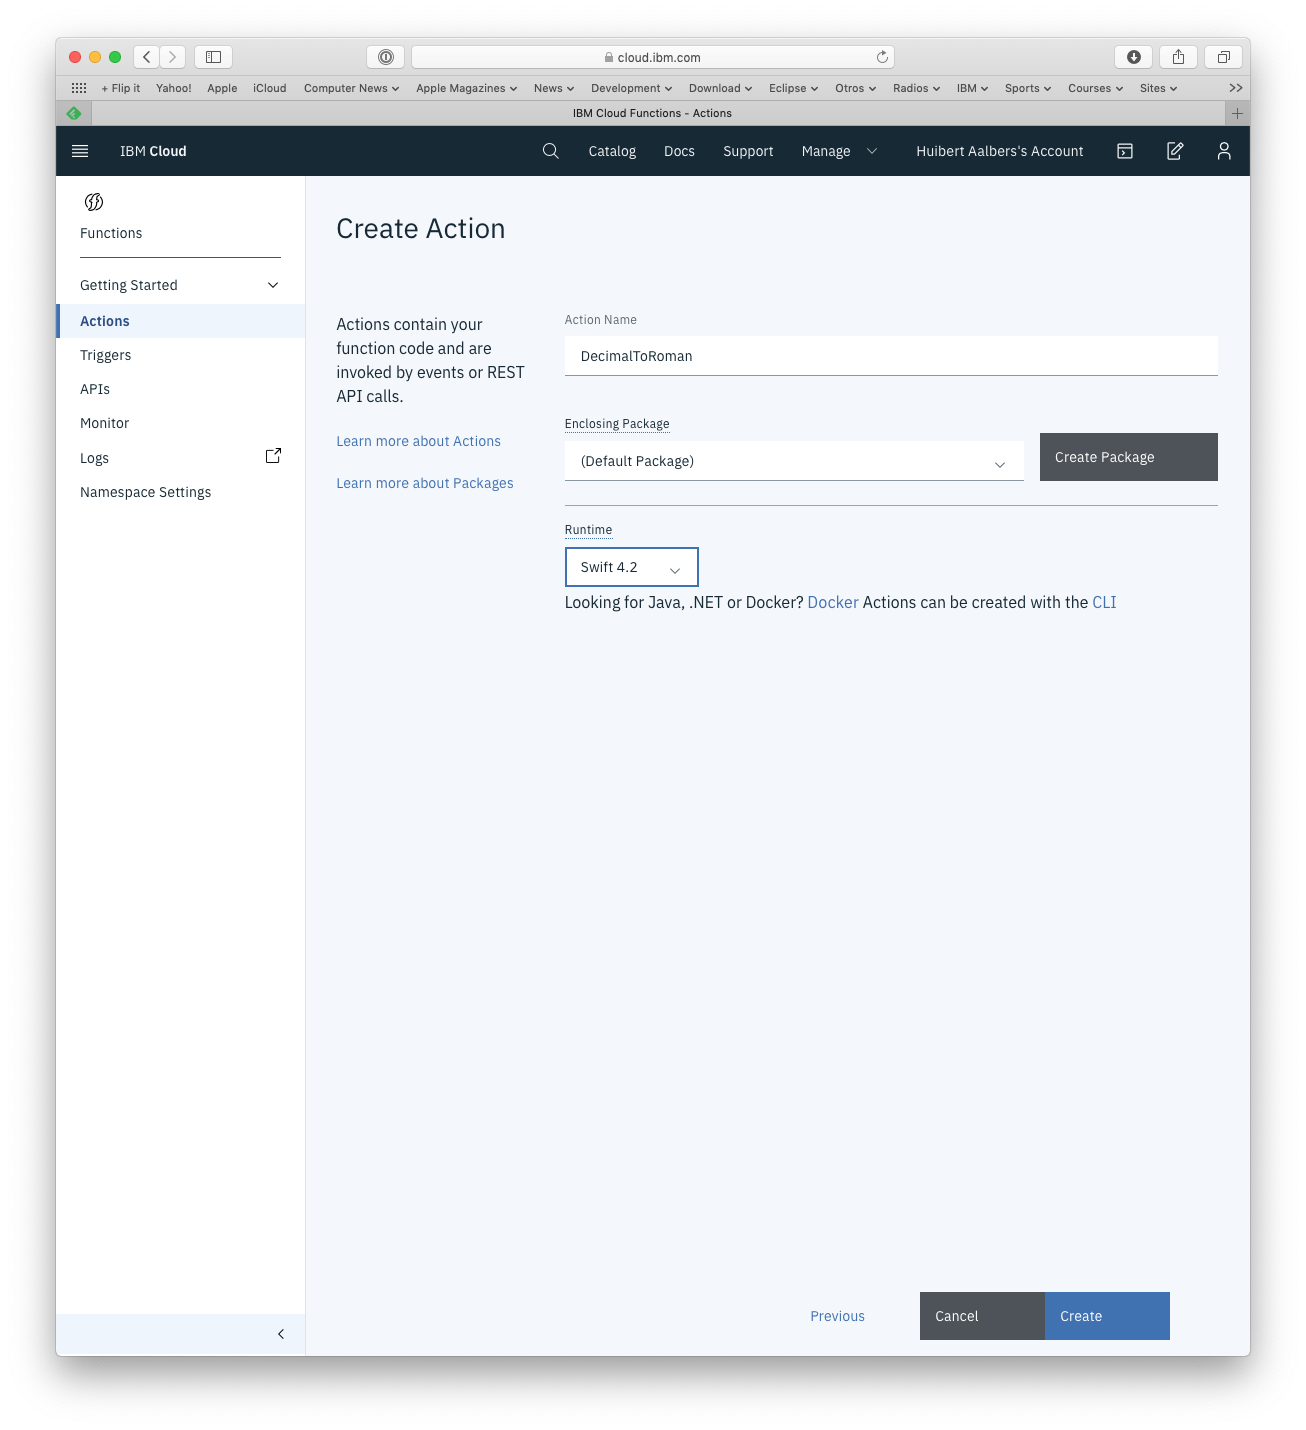 cloud.ibm.com
+ Flip it Yahoo! Apple iCloud Computer News Apple Magazines News Development Download Eclipse Otros Radios IBM Sports Courses Sites
IBM Cloud Functions - Actions
IBM Cloud Catalog Docs Support Manage Huibert Aalbers's Account
Functions
Getting Started
Actions
Triggers
APIs
Monitor
Logs
Namespace Settings
Create Action
Actions contain your
function code and are
invoked by events or REST
API calls.
Learn more about Actions
Learn more about Packages
Action Name
DecimalToRoman
Enclosing Package
(Default Package)
Create Package
Runtime
Swift 4.2
Looking for Java, .NET or Docker? Docker Actions can be created with the CLI
Previous Cancel Create